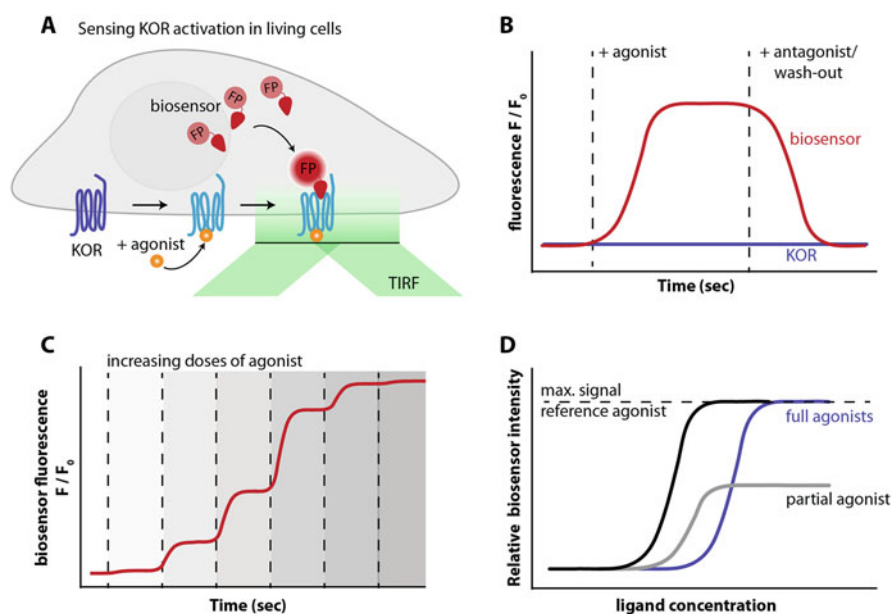 A
Sensing KOR activation in living cells
FP
FP
FP
biosensor
FP
FP
KOR
+ agonist
TIRF
B
+ agonist
+ antagonist/
wash-out
fluorescence F / F₀
biosensor
KOR
Time (sec)
C
increasing doses of agonist
biosensor fluorescence
F / F₀
Time (sec)
D
Relative biosensor intensity
max. signal
reference agonist
full agonists
partial agonist
ligand concentration